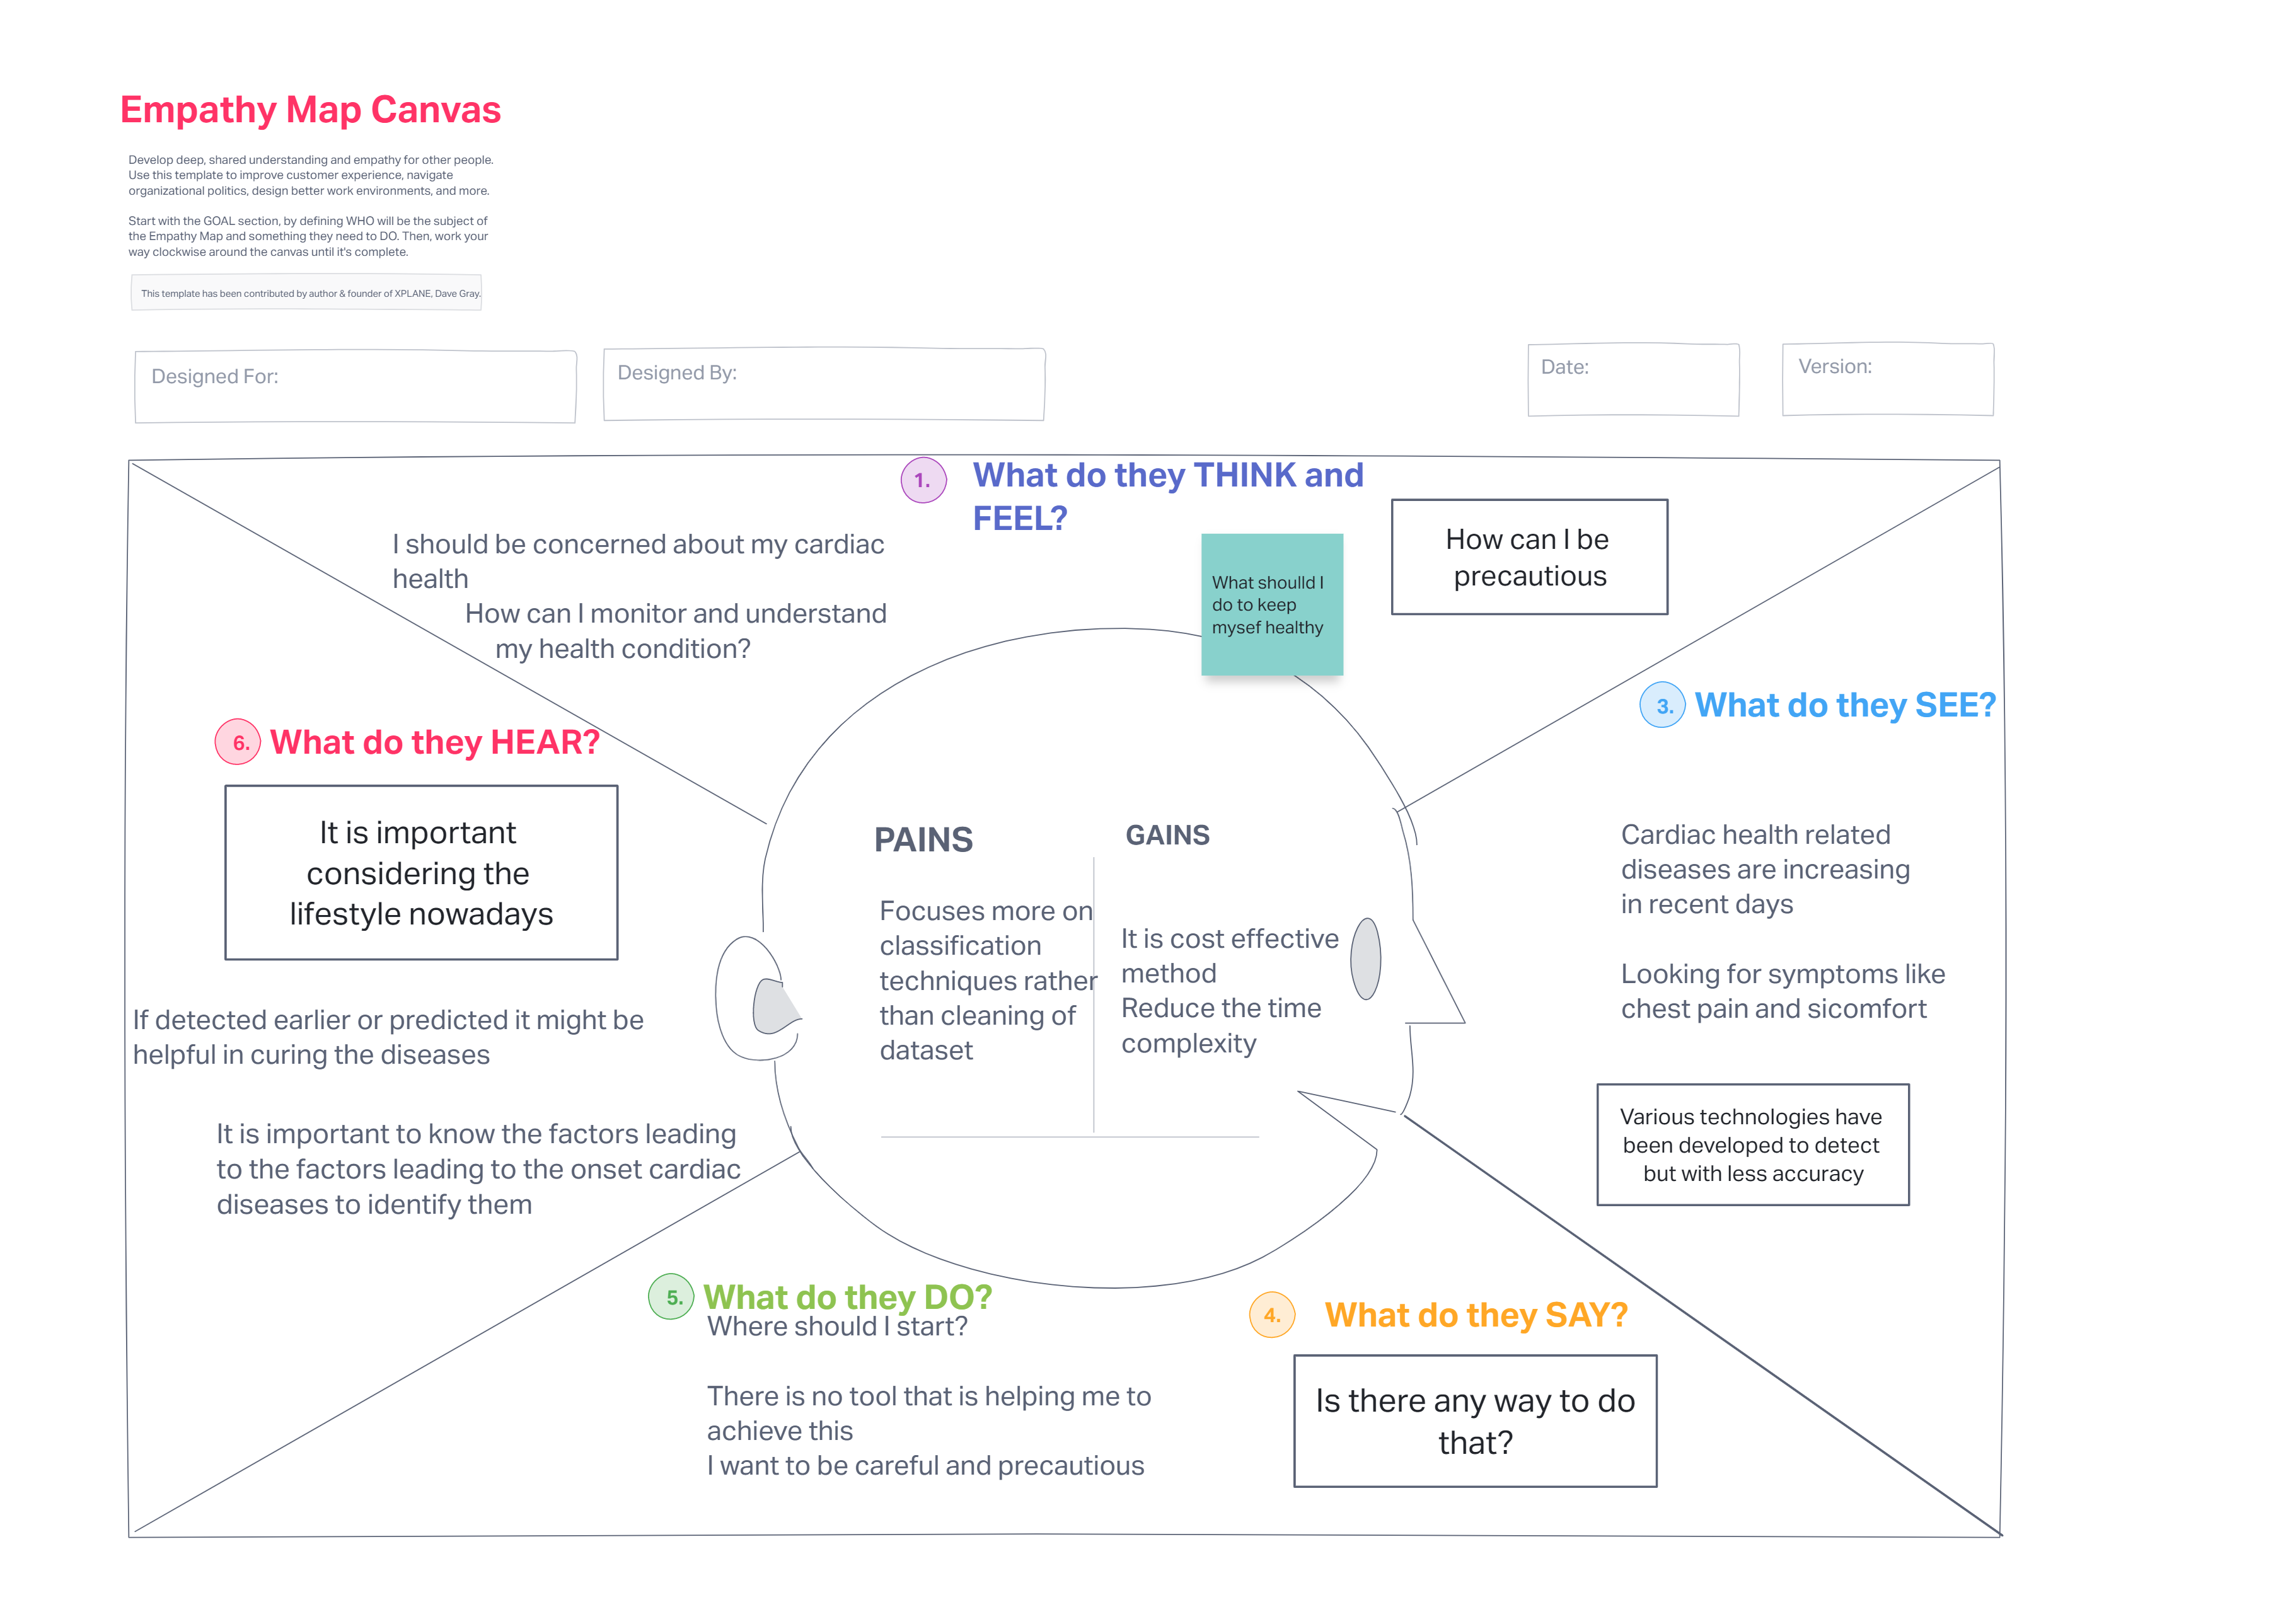 Empathy Map Canvas
Develop deep, shared understanding and empathy for other people.
Use this template to improve customer experience, navigate
organizational politics, design better work environments, and more.
Start with the GOAL section, by defining WHO will be the subject of
the Empathy Map and something they need to DO. Then, work your
way clockwise around the canvas until it's complete.
This template has been contributed by author & founder of XPLANE, Dave Gray.
Designed For:
Designed By:
Date:
Version:
1.
What do they THINK and
FEEL?
I should be concerned about my cardiac
health
How can I monitor and understand
my health condition?
What shoulld I
do to keep
mysef healthy
How can I be
precautious
3.
What do they SEE?
Cardiac health related
diseases are increasing
in recent days
Looking for symptoms like
chest pain and sicomfort
Various technologies have
been developed to detect
but with less accuracy
6.
What do they HEAR?
It is important
considering the
lifestyle nowadays
If detected earlier or predicted it might be
helpful in curing the diseases
It is important to know the factors leading
to the factors leading to the onset cardiac
diseases to identify them
PAINS
Focuses more on
classification
techniques rather
than cleaning of
dataset
GAINS
It is cost effective
method
Reduce the time
complexity
5.
What do they DO?
Where should I start?
There is no tool that is helping me to
achieve this
I want to be careful and precautious
4.
What do they SAY?
Is there any way to do
that?